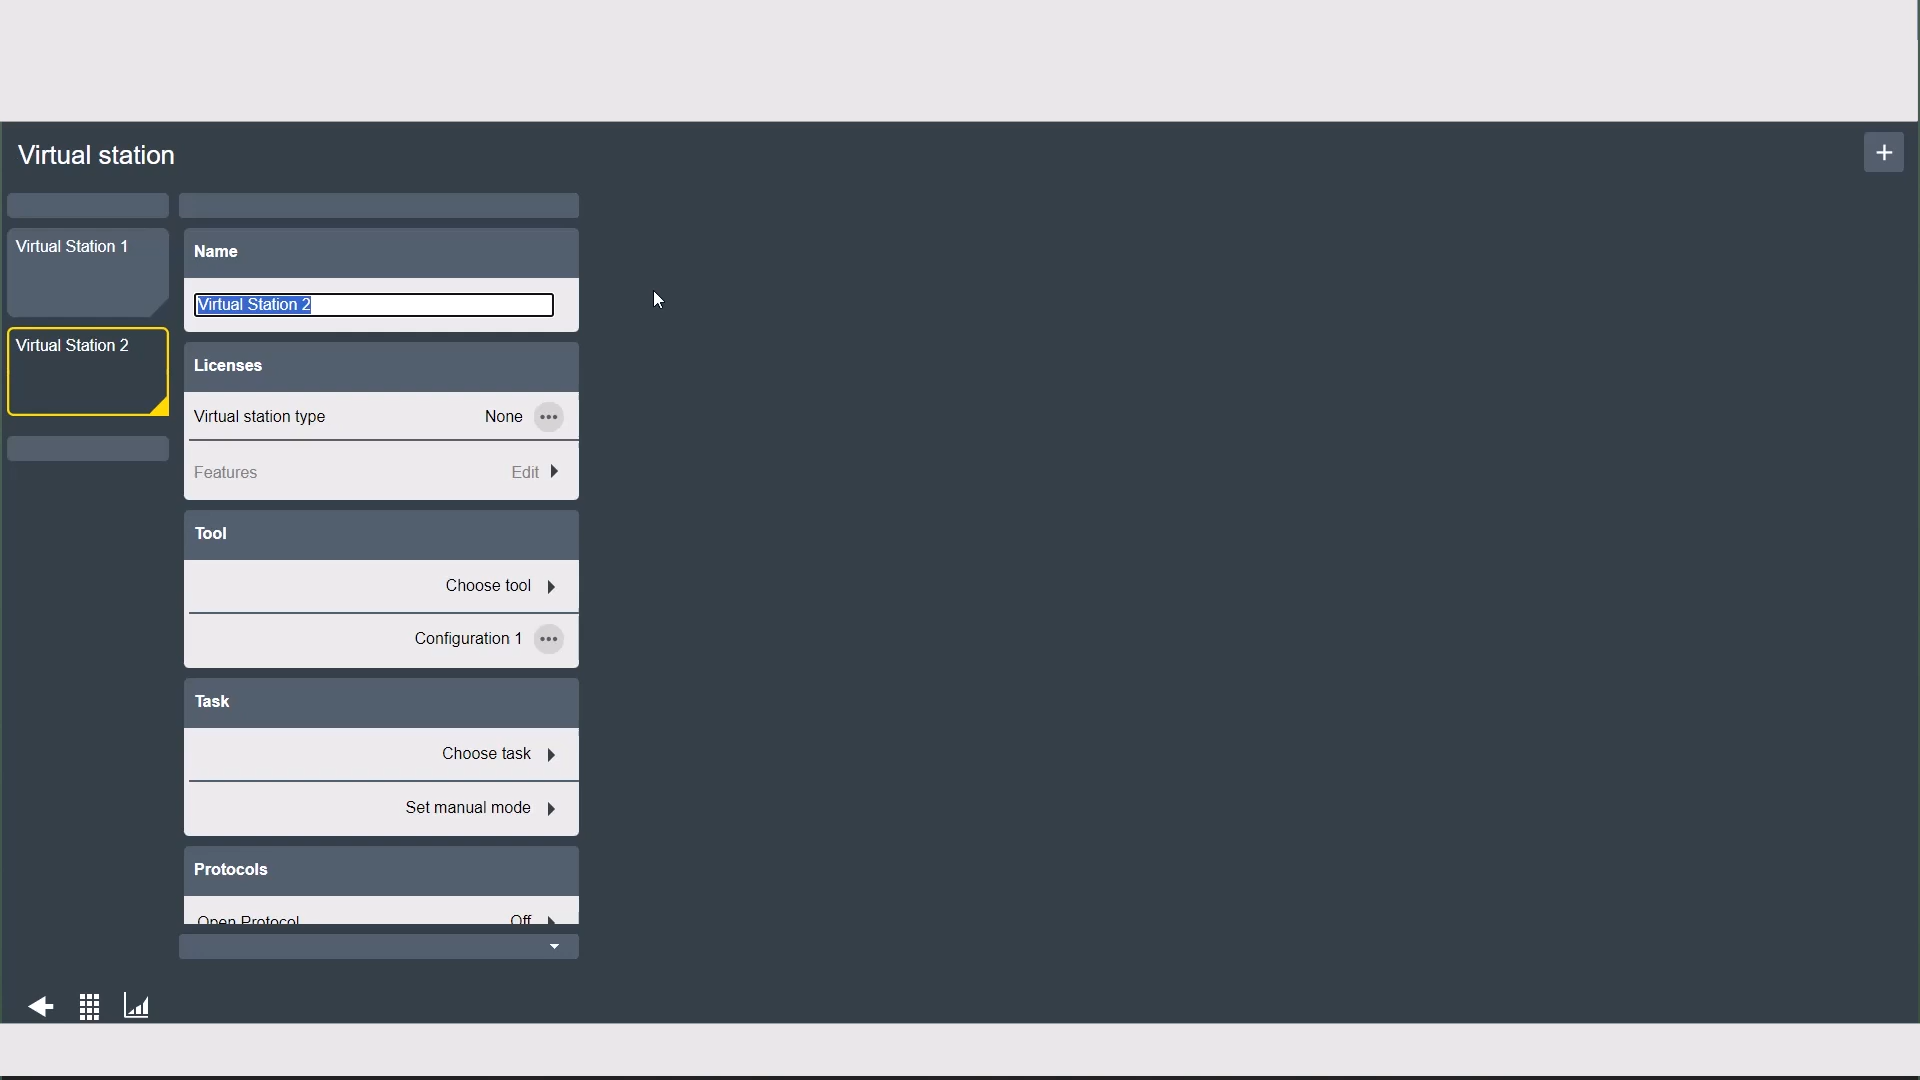 Virtual station
Virtual Station 1
Virtual Station 2
Name
Virtual Station 2
Licenses
Virtual station type None
Features Edit
Tool
Choose tool
Configuration 1
Task
Choose task
Set manual mode
Protocols
Open Protocol Off